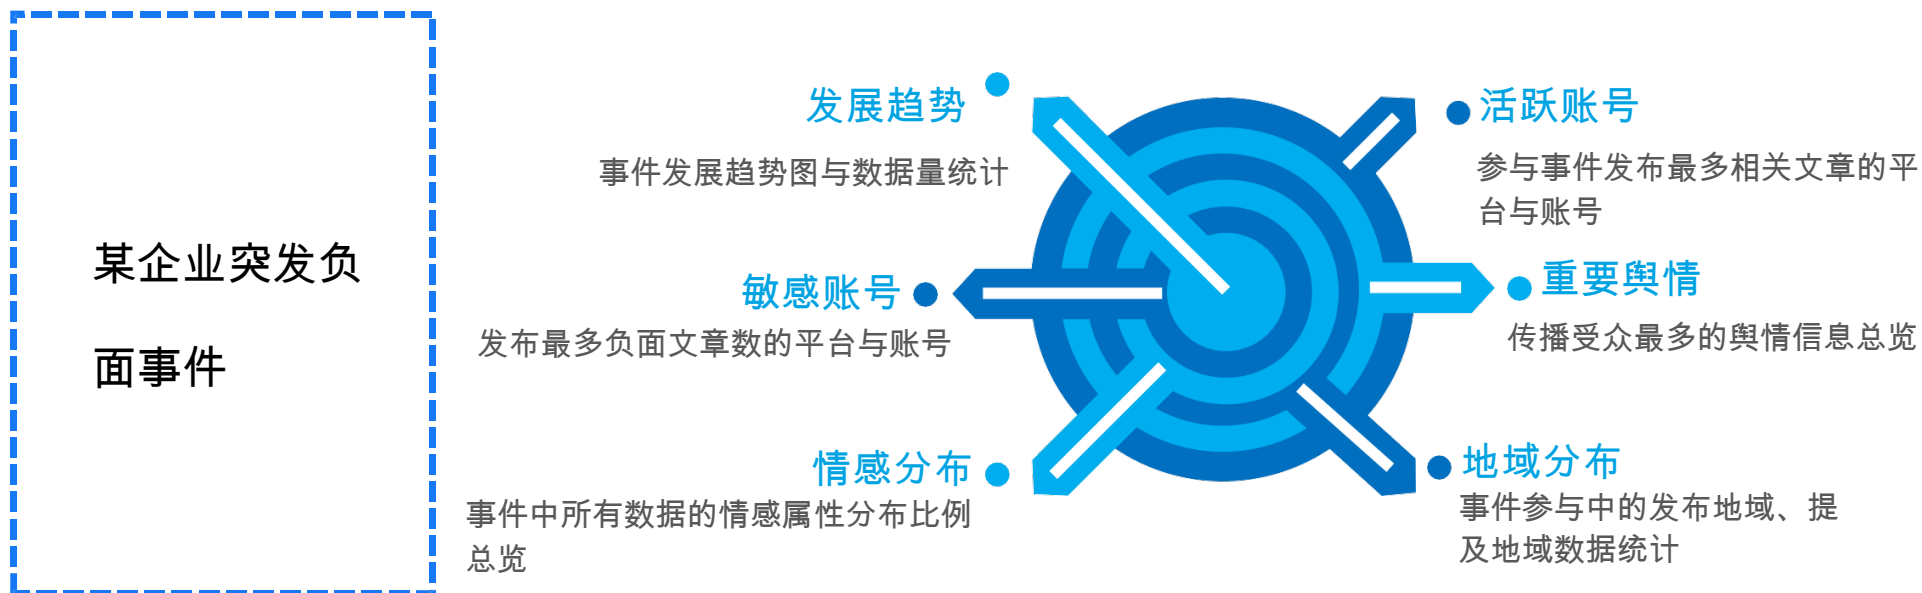 某企业突发负
面事件
发展趋势
事件发展趋势图与数据量统计
敏感账号
发布最多负面文章数的平台与账号
情感分布
事件中所有数据的情感属性分布比例
总览
活跃账号
参与事件发布最多相关文章的平
台与账号
重要舆情
传播受众最多的舆情信息总览
地域分布
事件参与中的发布地域、提
及地域数据统计